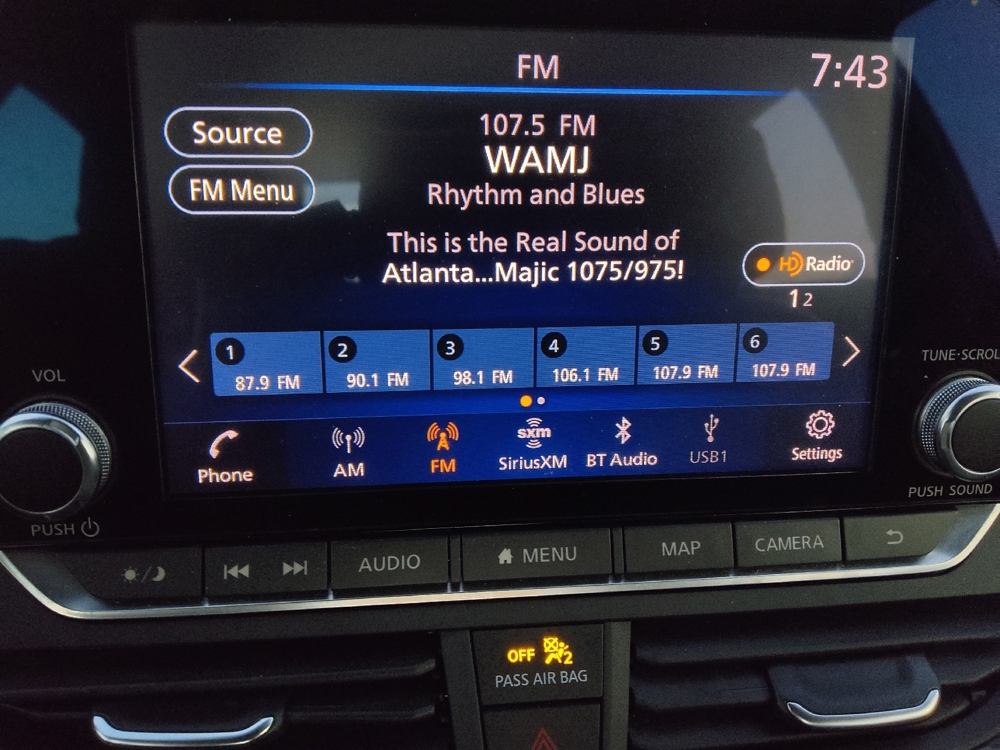 FM
7:43
Source
FM Menu
107.5 FM
WAMJ
Rhythm and Blues
This is the Real Sound of
Atlanta...Majic 1075/975!
HD Radio
1 2
1
87.9 FM
2
90.1 FM
3
98.1 FM
4
106.1 FM
5
107.9 FM
6
107.9 FM
Phone
AM
FM
sxm
SiriusXM
BT Audio
USB1
Settings
VOL
PUSH
TUNE·SCROL
PUSH SOUND
AUDIO
MENU
MAP
CAMERA
OFF 2
PASS AIR BAG